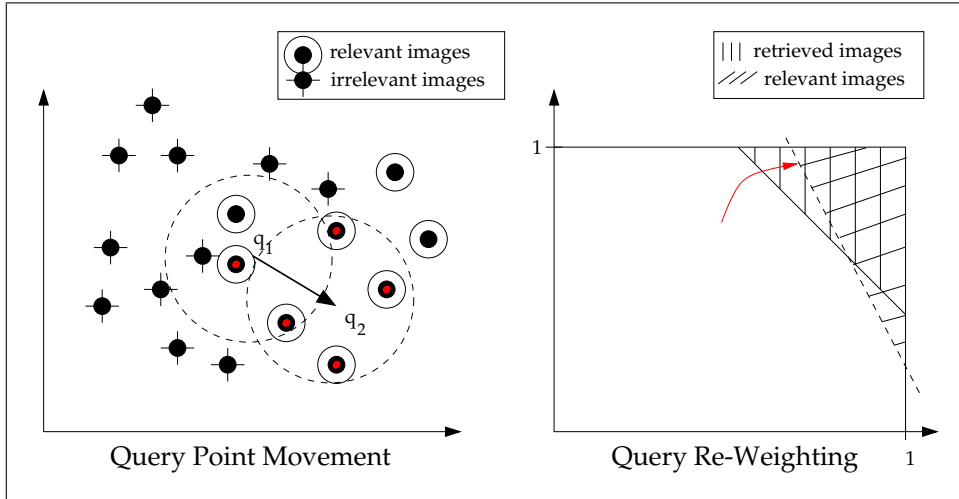 relevant images
irrelevant images
q1
q2
Query Point Movement
retrieved images
relevant images
1
Query Re-Weighting
1